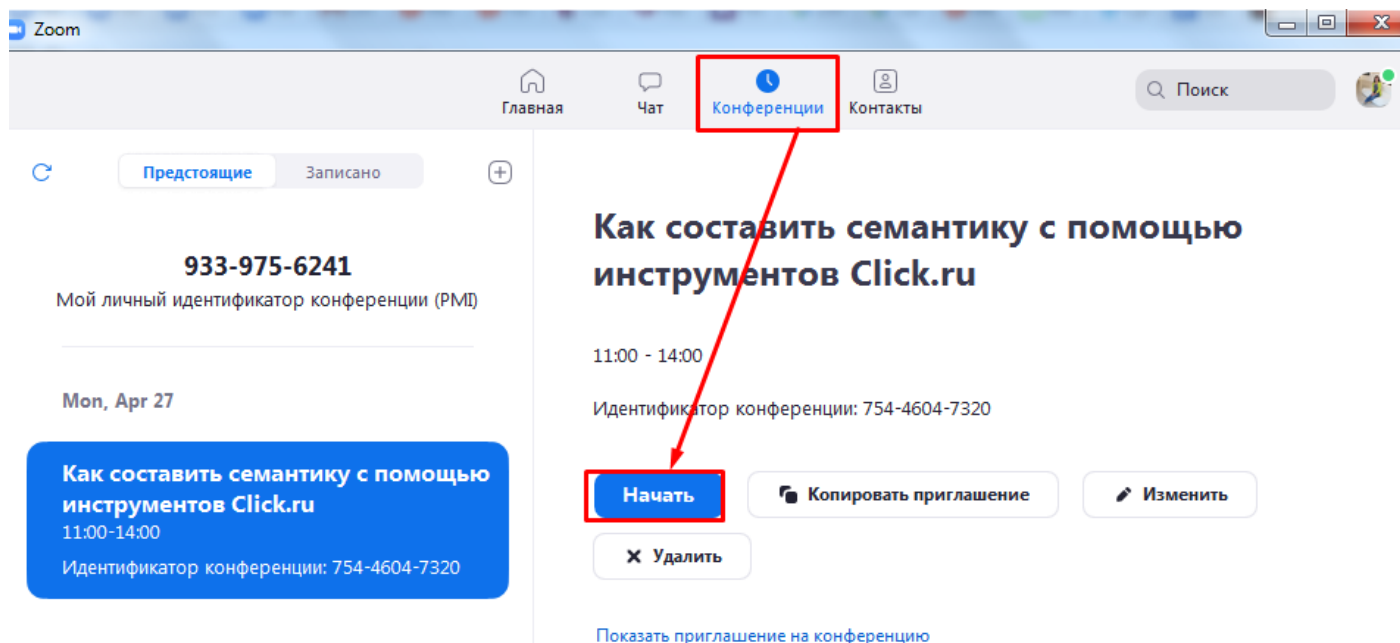 Zoom
Главная
Чат
Конференции
Контакты
Поиск
Предстоящие
Записано
933-975-6241
Мой личный идентификатор конференции (PMI)
Mon, Apr 27
Как составить семантику с помощью
инструментов Click.ru
11:00-14:00
Идентификатор конференции: 754-4604-7320
Как составить семантику с помощью
инструментов Click.ru
11:00 - 14:00
Идентификатор конференции: 754-4604-7320
Начать
Копировать приглашение
Изменить
Удалить
Показать приглашение на конференцию